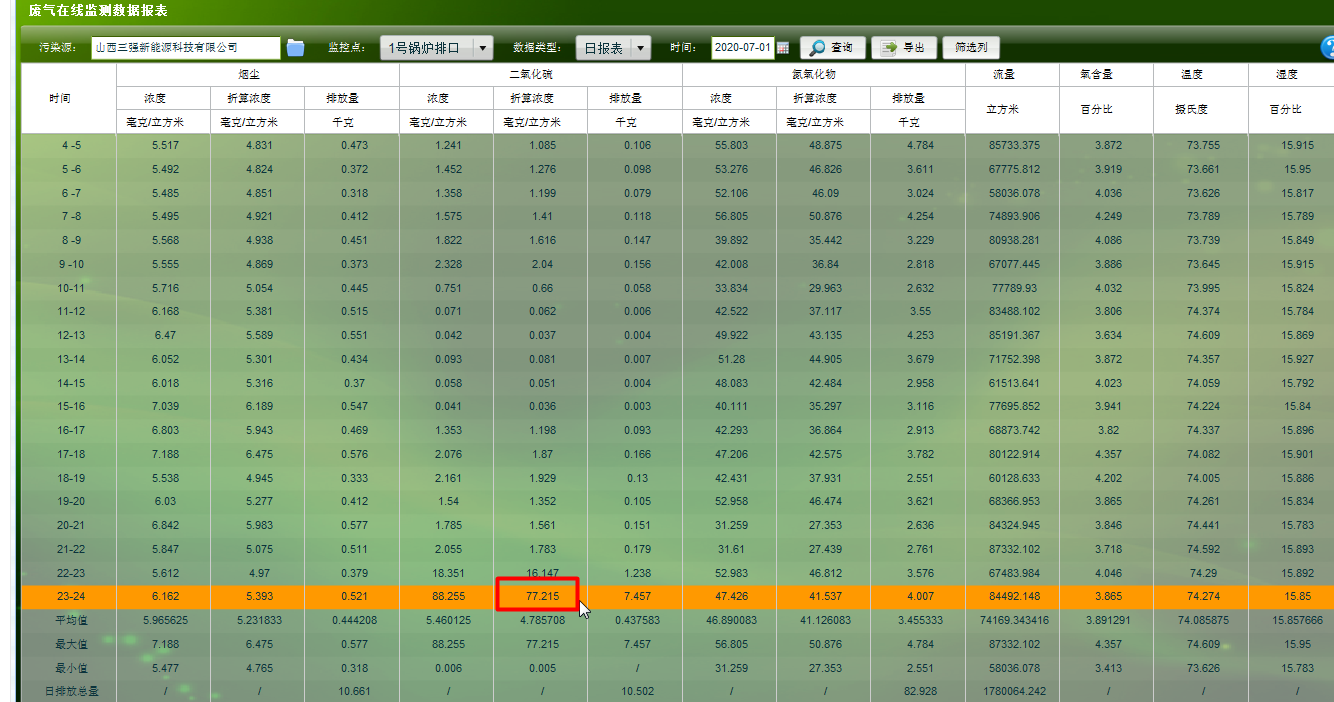 废气在线监测数据报表
污染源: 山西三强新能源科技有限公司 监控点: 1号锅炉排口 数据类型: 日报表 时间: 2020-07-01 查询 导出 筛选列
时间 烟尘 二氧化硫 氮氧化物 流量 氧含量 温度 湿度
浓度 折算浓度 排放量 浓度 折算浓度 排放量 浓度 折算浓度 排放量 立方米 百分比 摄氏度 百分比
毫克/立方米 毫克/立方米 千克 毫克/立方米 毫克/立方米 千克 毫克/立方米 毫克/立方米 千克
4-5 5.517 4.831 0.473 1.241 1.085 0.106 55.803 48.875 4.784 85733.375 3.872 73.755 15.915
5-6 5.492 4.824 0.372 1.452 1.276 0.098 53.276 46.826 3.611 67775.812 3.919 73.661 15.95
6-7 5.485 4.851 0.318 1.358 1.199 0.079 52.106 46.09 3.024 58036.078 4.036 73.626 15.817
7-8 5.495 4.921 0.412 1.575 1.41 0.118 56.805 50.876 4.254 74893.906 4.249 73.789 15.789
8-9 5.568 4.938 0.451 1.822 1.616 0.147 39.892 35.442 3.229 80938.281 4.086 73.739 15.849
9-10 5.555 4.869 0.373 2.328 2.04 0.156 42.008 36.84 2.818 67077.445 3.886 73.645 15.915
10-11 5.716 5.054 0.445 0.751 0.66 0.058 33.834 29.963 2.632 77789.93 4.032 73.995 15.824
11-12 6.168 5.381 0.515 0.071 0.062 0.006 42.522 37.117 3.55 83488.102 3.806 74.374 15.784
12-13 6.47 5.589 0.551 0.042 0.037 0.004 49.922 43.135 4.253 85191.367 3.634 74.609 15.869
13-14 6.052 5.301 0.434 0.093 0.081 0.007 51.28 44.905 3.679 71752.398 3.872 74.357 15.927
14-15 6.018 5.316 0.37 0.058 0.051 0.004 48.083 42.484 2.958 61513.641 4.023 74.059 15.792
15-16 7.039 6.189 0.547 0.041 0.036 0.003 40.111 35.297 3.116 77695.852 3.941 74.224 15.84
16-17 6.803 5.943 0.469 1.353 1.198 0.093 42.293 36.864 2.913 68873.742 3.82 74.337 15.896
17-18 7.188 6.475 0.576 2.076 1.87 0.166 47.206 42.575 3.782 80122.914 4.357 74.082 15.901
18-19 5.538 4.945 0.333 2.161 1.929 0.13 42.431 37.931 2.551 60128.633 4.202 74.005 15.886
19-20 6.03 5.277 0.412 1.54 1.352 0.105 52.958 46.474 3.621 68366.953 3.865 74.261 15.834
20-21 6.842 5.983 0.577 1.785 1.561 0.151 31.259 27.353 2.636 84324.945 3.846 74.441 15.783
21-22 5.847 5.075 0.511 2.055 1.783 0.179 31.61 27.439 2.761 87332.102 3.718 74.592 15.893
22-23 5.612 4.97 0.379 18.351 16.147 1.238 52.983 46.812 3.576 67483.984 4.046 74.29 15.892
23-24 6.162 5.393 0.521 88.255 77.215 7.457 47.426 41.537 4.007 84492.148 3.865 74.274 15.85
平均值 5.965625 5.231833 0.444208 5.460125 4.785708 0.437583 46.890083 41.126083 3.455333 74169.343416 3.891291 74.085875 15.857666
最大值 7.188 6.475 0.577 88.255 77.215 7.457 56.805 50.876 4.784 87332.102 4.357 74.609 15.95
最小值 5.477 4.765 0.318 0.006 0.005 / 31.259 27.353 2.551 58036.078 3.413 73.626 15.783
日排放总量 / / 10.661 / / 10.502 / / 82.928 1780064.242 / / /